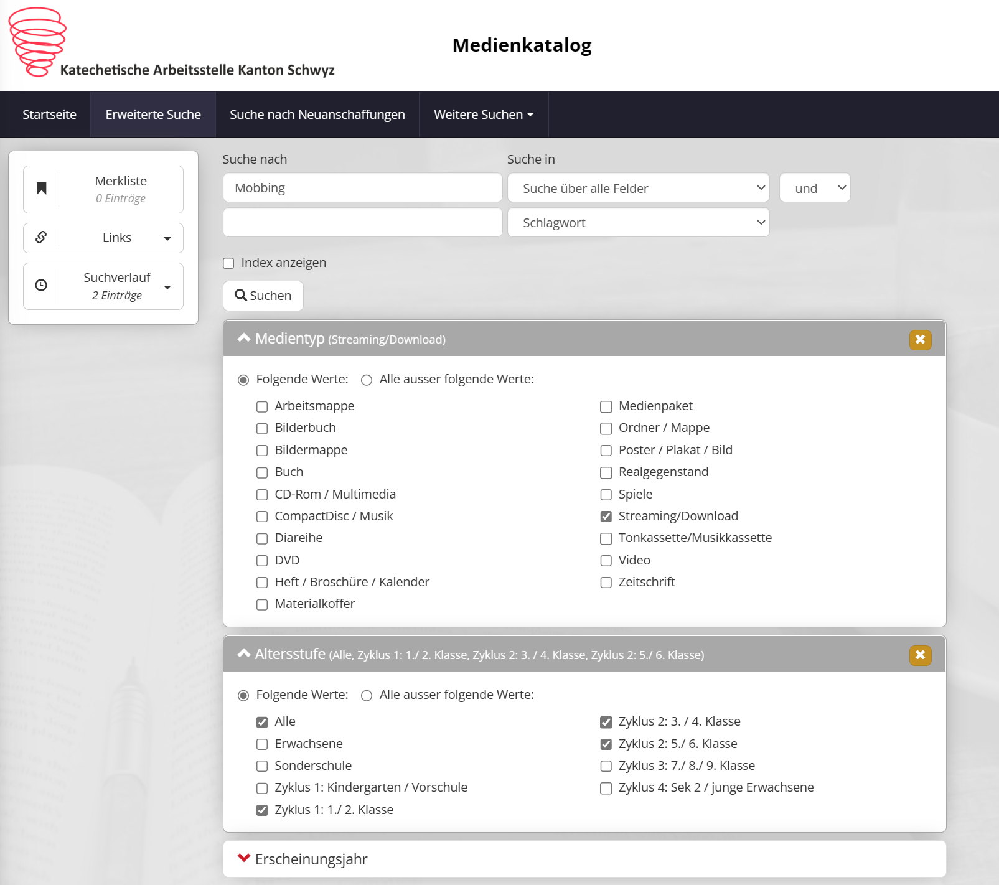 Katechetische Arbeitsstelle Kanton Schwyz
Medienkatalog
Startseite
Erweiterte Suche
Suche nach Neuanschaffungen
Weitere Suchen
Merkliste
0 Einträge
Links
Suchverlauf
2 Einträge
Suche nach
Suche in
Mobbing
Suche über alle Felder
und
Schlagwort
Index anzeigen
Suchen
Medientyp (Streaming/Download)
Folgende Werte:
Alle ausser folgende Werte:
Arbeitsmappe
Bilderbuch
Bildermappe
Buch
CD-Rom / Multimedia
CompactDisc / Musik
Diareihe
DVD
Heft / Broschüre / Kalender
Materialkoffer
Medienpaket
Ordner / Mappe
Poster / Plakat / Bild
Realgegenstand
Spiele
Streaming/Download
Tonkassette/Musikkassette
Video
Zeitschrift
Altersstufe (Alle, Zyklus 1: 1./ 2. Klasse, Zyklus 2: 3. / 4. Klasse, Zyklus 2: 5./ 6. Klasse)
Folgende Werte:
Alle ausser folgende Werte:
Alle
Erwachsene
Sonderschule
Zyklus 1: Kindergarten / Vorschule
Zyklus 1: 1./ 2. Klasse
Zyklus 2: 3. / 4. Klasse
Zyklus 2: 5./ 6. Klasse
Zyklus 3: 7./ 8./ 9. Klasse
Zyklus 4: Sek 2 / junge Erwachsene
Erscheinungsjahr